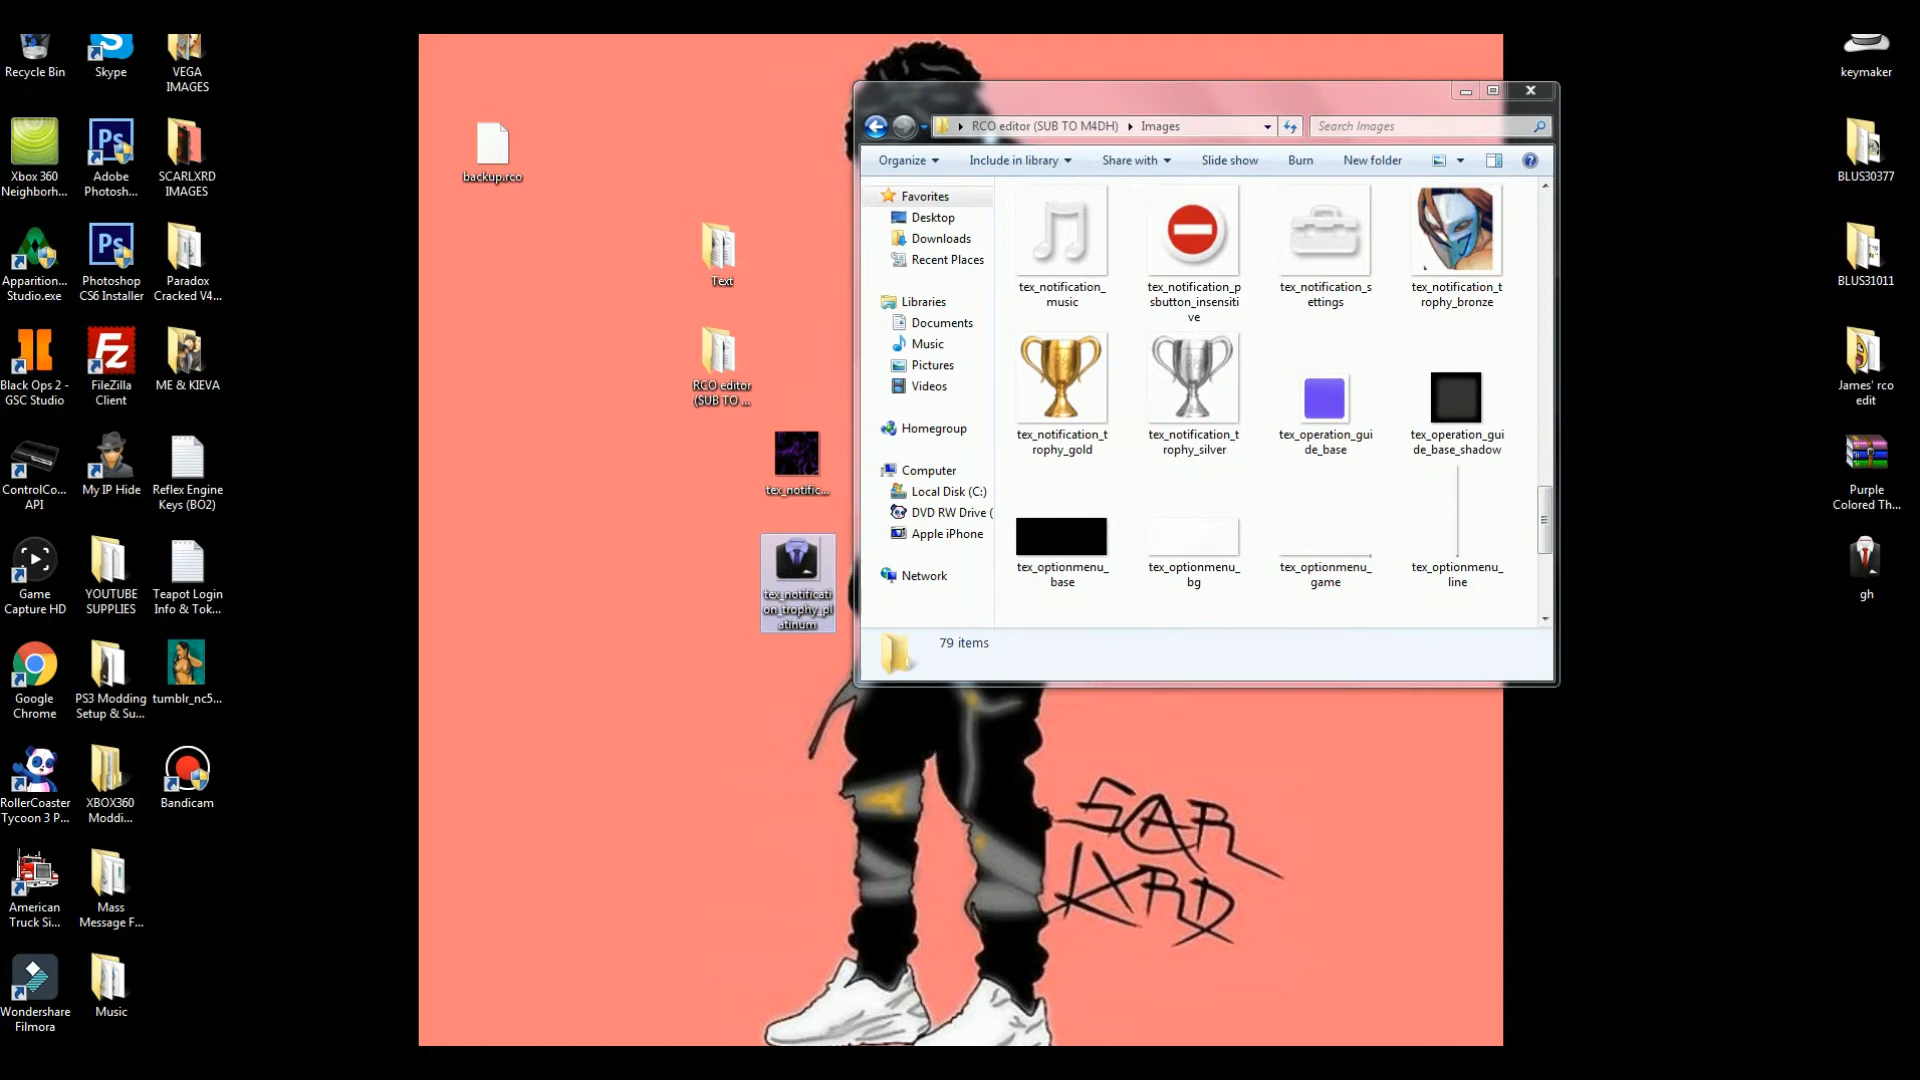 Recycle Bin
Skype
VEGA
IMAGES
Xbox 360
Neighborh...
Adobe
Photosh...
SCARLXRD
IMAGES
Apparition...
Studio.exe
Photoshop
CS6 Installer
Paradox
Cracked V4...
Black Ops 2 -
GSC Studio
FileZilla
Client
ME & KIEVA
ControlCo...
API
My IP Hide
Reflex Engine
Keys (BO2)
Game
Capture HD
YOUTUBE
SUPPLIES
Teapot Login
Info & Tok...
Google
Chrome
PS3 Modding
Setup & Su...
tumblr_nc5...
RollerCoaster
Tycoon 3 P...
XBOX360
Moddi...
Bandicam
American
Truck Si...
Mass
Message F...
Wondershare
Filmora
Music
backup.rco
Text
RCO editor
(SUB TO ...
tex_notific...
tex_notificati
on_trophy_pl
atinum
RCO editor (SUB TO M4DH) Images
Search Images
Organize Include in library Share with Slide show Burn New folder
Favorites
Desktop
Downloads
Recent Places
Libraries
Documents
Music
Pictures
Videos
Homegroup
Computer
Local Disk (C:)
DVD RW Drive (
Apple iPhone
Network
tex_notification_
music
tex_notification_p
sbutton_insensiti
ve
tex_notification_s
ettings
tex_notification_t
rophy_bronze
tex_notification_t
rophy_gold
tex_notification_t
rophy_silver
tex_operation_gui
de_base
tex_operation_gui
de_base_shadow
tex_optionmenu_
base
tex_optionmenu_
bg
tex_optionmenu_
game
tex_optionmenu_
line
79 items
SAR
LXRD
keymaker
BLUS30377
BLUS31011
James' rco
edit
Purple
Colored Th...
gh